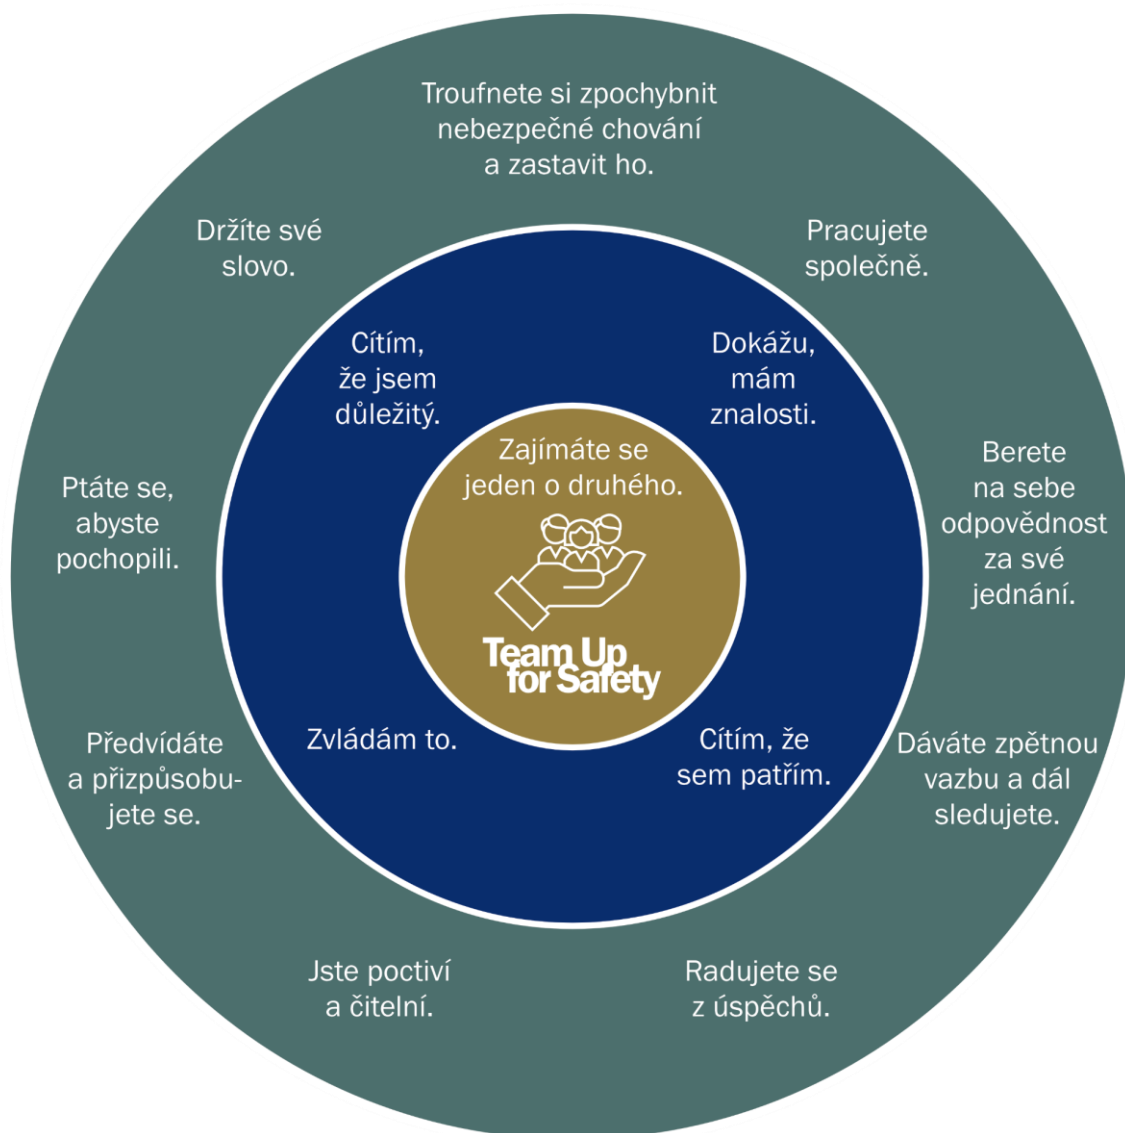 Troufnete si zpochybnit
nebezpečné chování
a zastavit ho.
Držíte své
slovo.
Pracujete
společně.
Cítím,
že jsem
důležitý.
Dokážu,
mám
znalosti.
Zajímáte se
jeden o druhého.
Team Up
for Safety
Ptáte se,
abyste
pochopili.
Berete
na sebe
odpovědnost
za své
jednání.
Zvládám to.
Cítím, že
sem patřím.
Předvídáte
a přizpůsobu-
jete se.
Dáváte zpětnou
vazbu a dál
sledujete.
Jste poctiví
a čitelní.
Radujete se
z úspěchů.